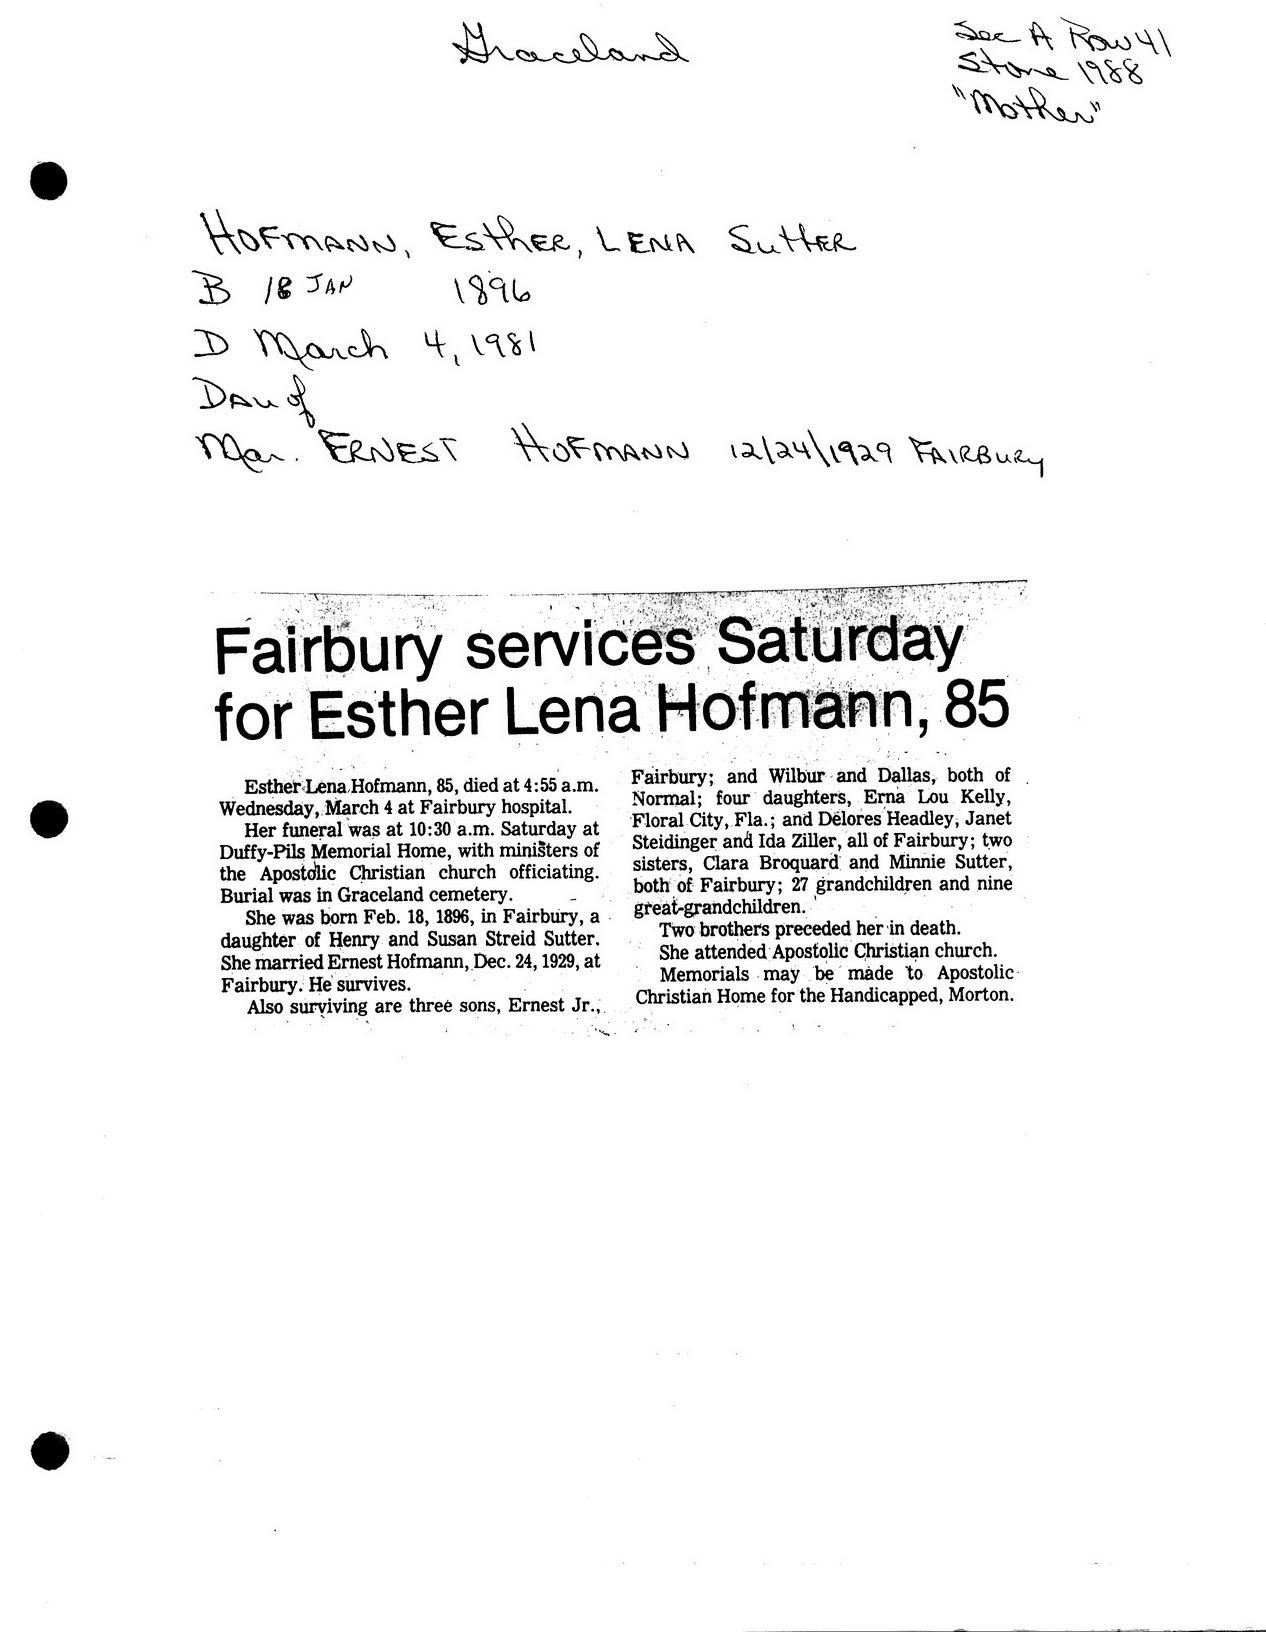 Graceland
Sec A Row 41
Stone 1988
"Mother"
HOFMANN, EStHER, LENA SuttER
B 18 JAN 1896
D March 4, 1981
DAu of
Mar. ERNEST HOFMANN 12/24/1929 FAIRBURY
Fairbury services Saturday
for Esther Lena Hofmann, 85
Esther Lena Hofmann, 85, died at 4:55 a.m.
Wednesday, March 4 at Fairbury hospital.
Her funeral was at 10:30 a.m. Saturday at
Duffy-Pils Memorial Home, with ministers of
the Apostolic Christian church officiating.
Burial was in Graceland cemetery.
She was born Feb. 18, 1896, in Fairbury, a
daughter of Henry and Susan Streid Sutter.
She married Ernest Hofmann, Dec. 24, 1929, at
Fairbury. He survives.
Also surviving are three sons, Ernest Jr.,
Fairbury; and Wilbur and Dallas, both of
Normal; four daughters, Erna Lou Kelly,
Floral City, Fla.; and Delores Headley, Janet
Steidinger and Ida Ziller, all of Fairbury; two
sisters, Clara Broquard and Minnie Sutter,
both of Fairbury; 27 grandchildren and nine
great-grandchildren.
Two brothers preceded her in death.
She attended Apostolic Christian church.
Memorials may be made to Apostolic
Christian Home for the Handicapped, Morton.